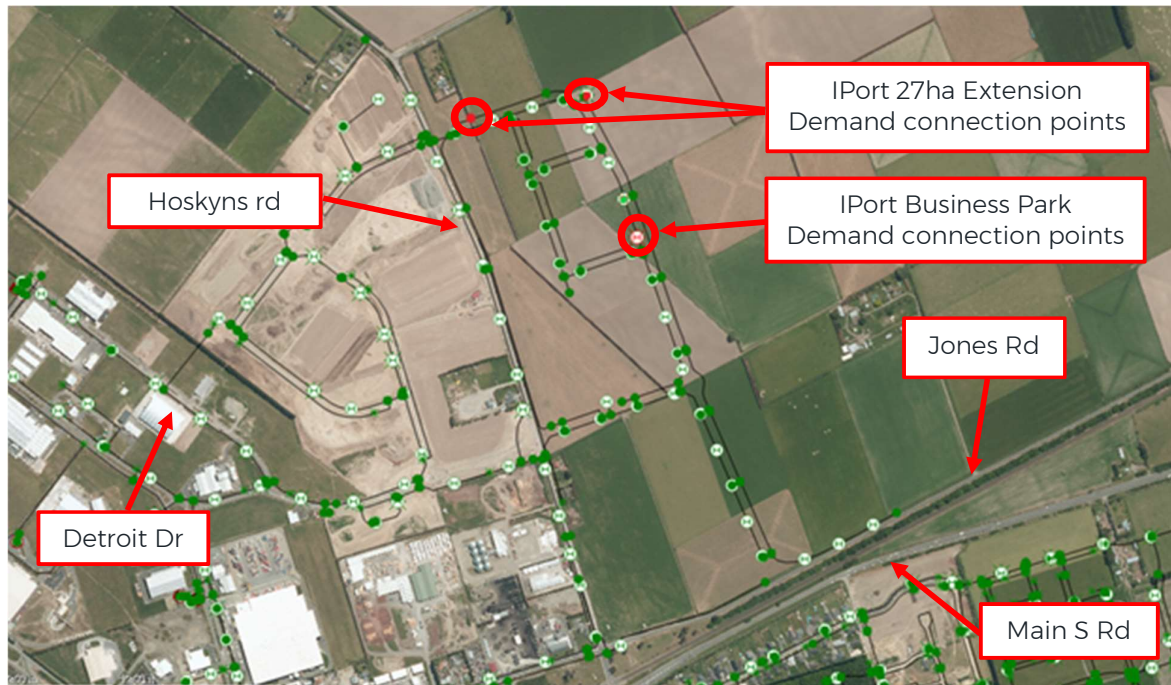 IPort 27ha Extension
Demand connection points
Hoskyns rd
IPort Business Park
Demand connection points
Jones Rd
Detroit Dr
Main S Rd